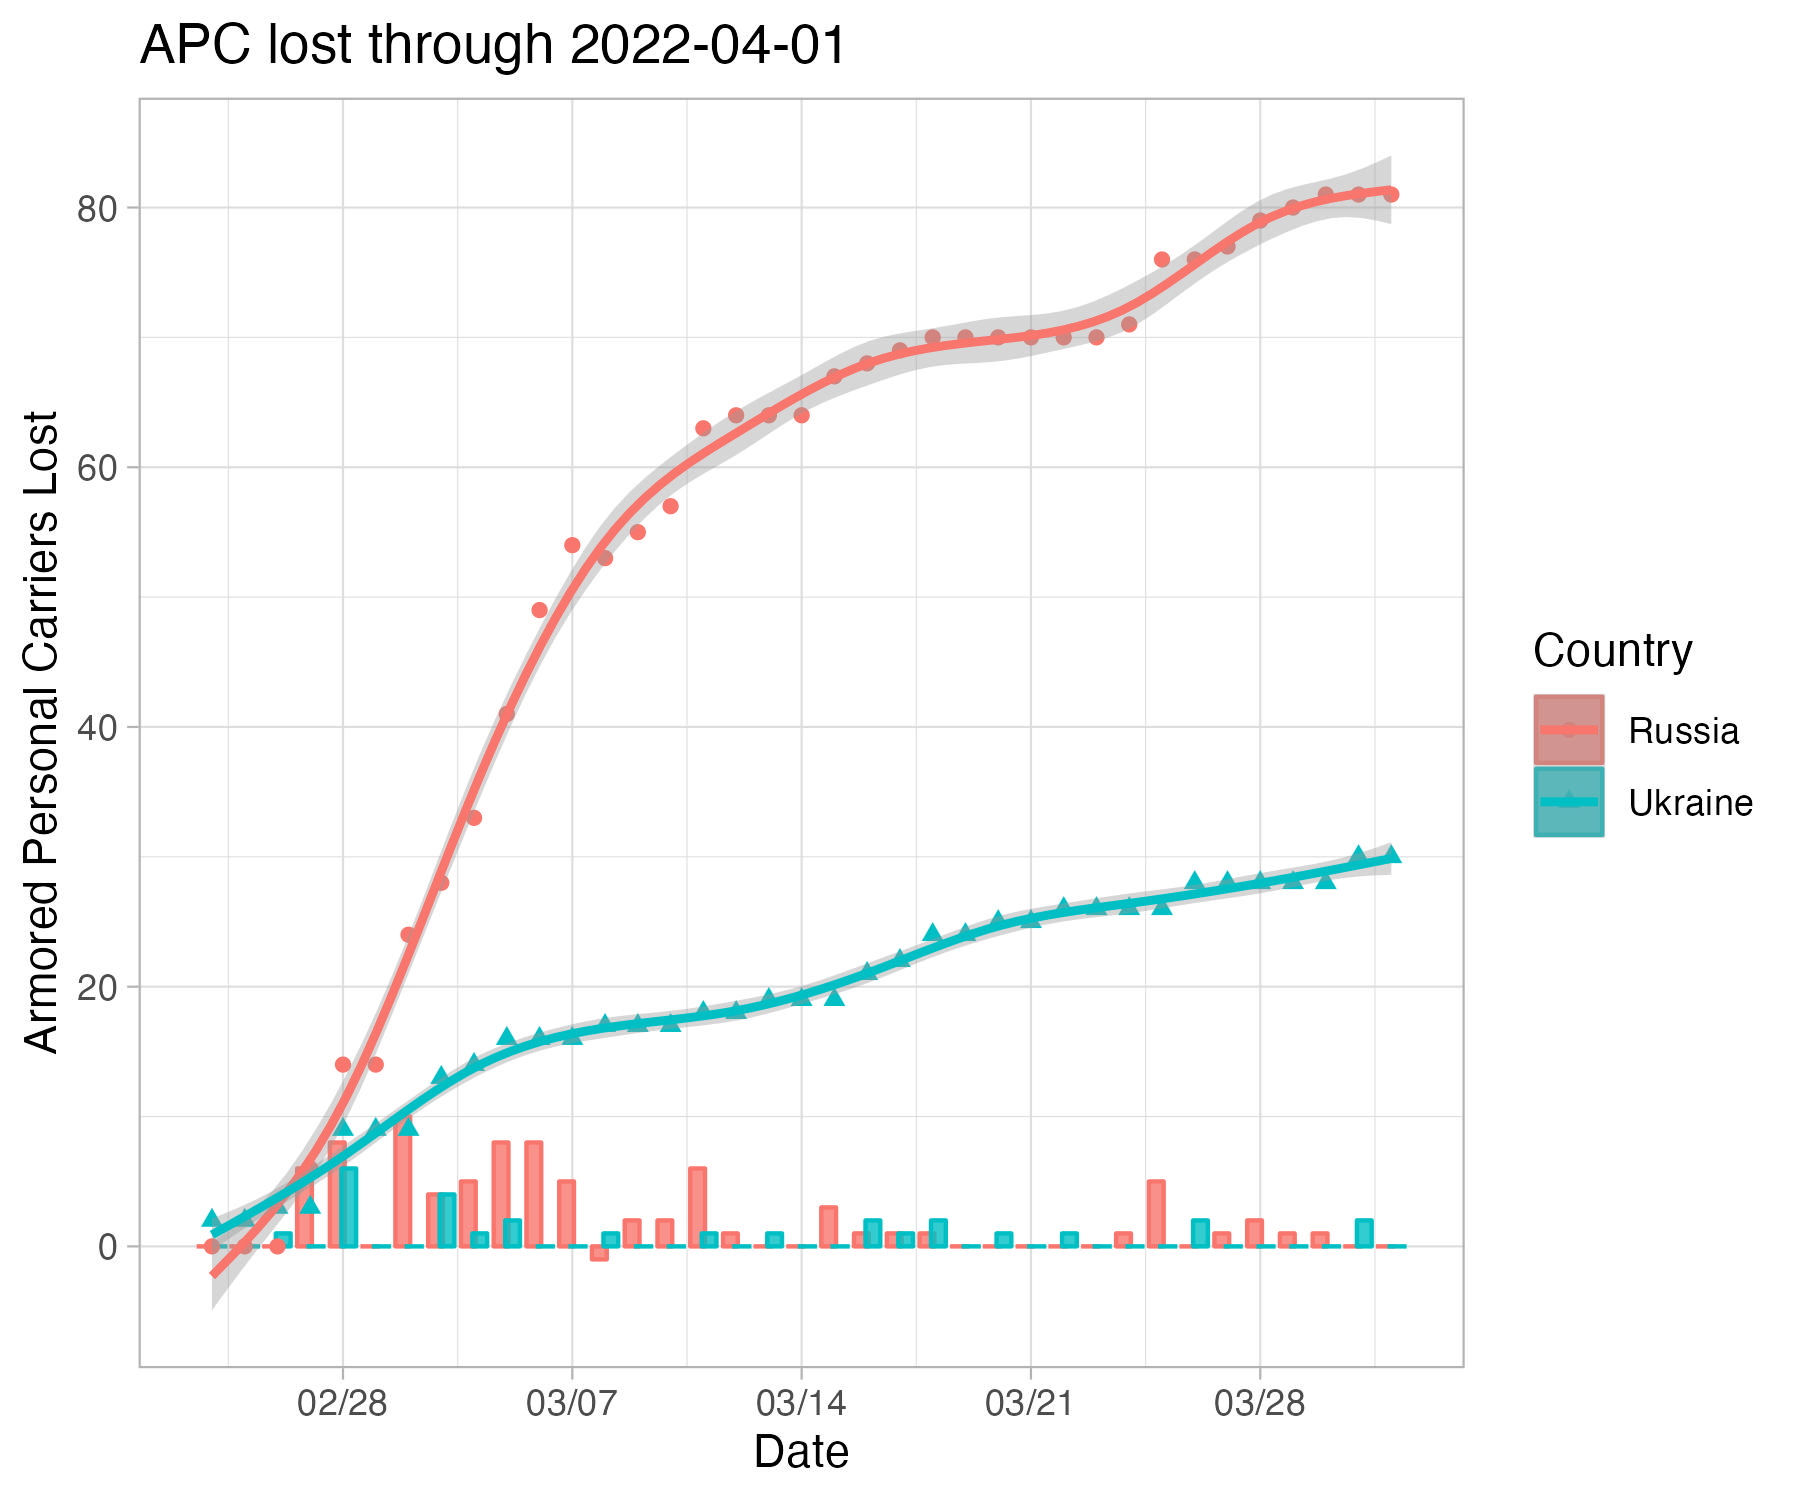 APC lost through 2022-04-01
Armored Personal Carriers Lost
80
60
40
20
0
02/28
03/07
03/14
03/21
03/28
Date
Country
Russia
Ukraine